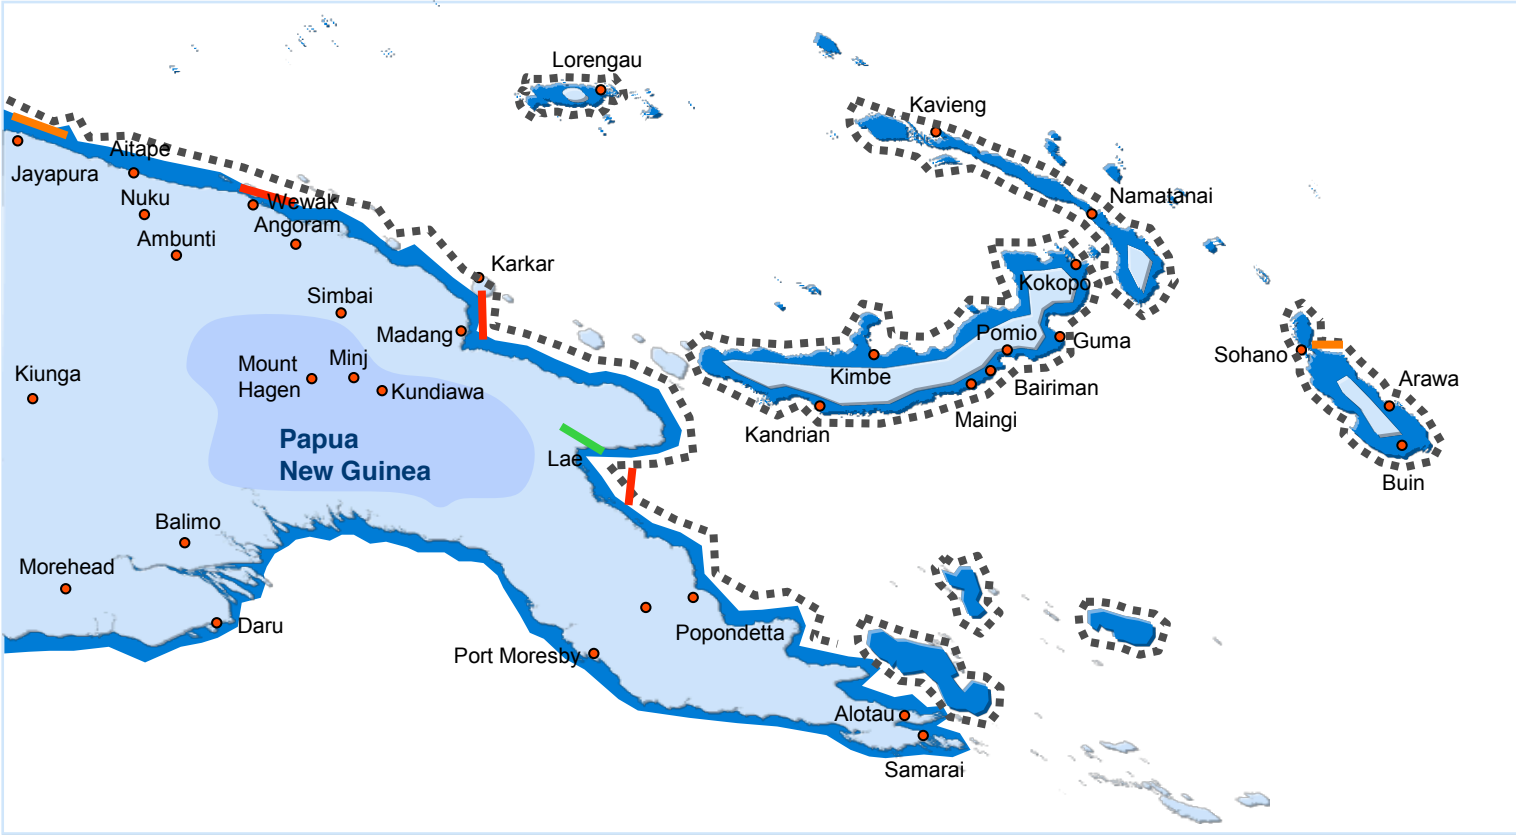 Lorengau
Kavieng
Aitape
Jayapura
Nuku
Wewak
Namatanai
Angoram
Ambunti
Karkar
Kokopo
Simbai
Madang
Pomio
Guma
Sohano
Mount
Hagen
Minj
Kiunga
Kimbe
Bairiman
Arawa
Kundiawa
Maingi
Kandrian
Papua
New Guinea
Lae
Buin
Balimo
Morehead
Daru
Popondetta
Port Moresby
Alotau
Samarai